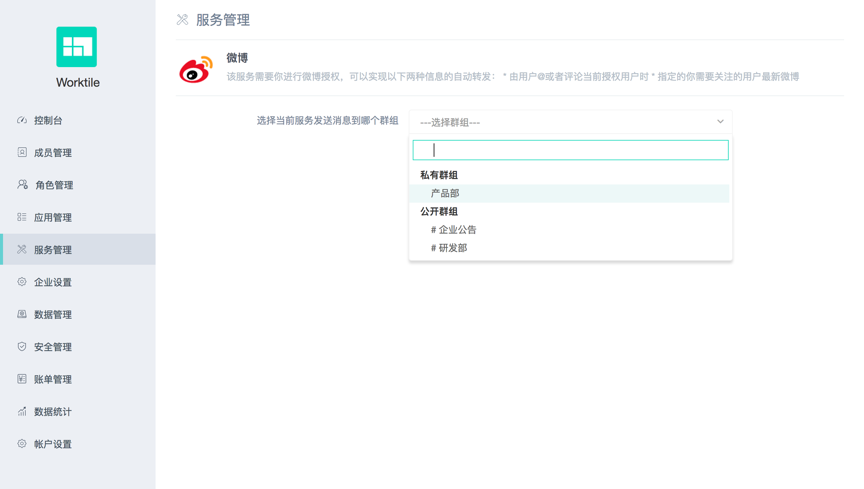 Worktile
控制台
成员管理
角色管理
应用管理
服务管理
企业设置
数据管理
安全管理
账单管理
数据统计
帐户设置
服务管理
微博
该服务需要你进行微博授权，可以实现以下两种信息的自动转发： * 由用户@或者评论当前授权用户时 * 指定的你需要关注的用户最新微博
选择当前服务发送消息到哪个群组
---选择群组---
私有群组
产品部
公开群组
# 企业公告
# 研发部